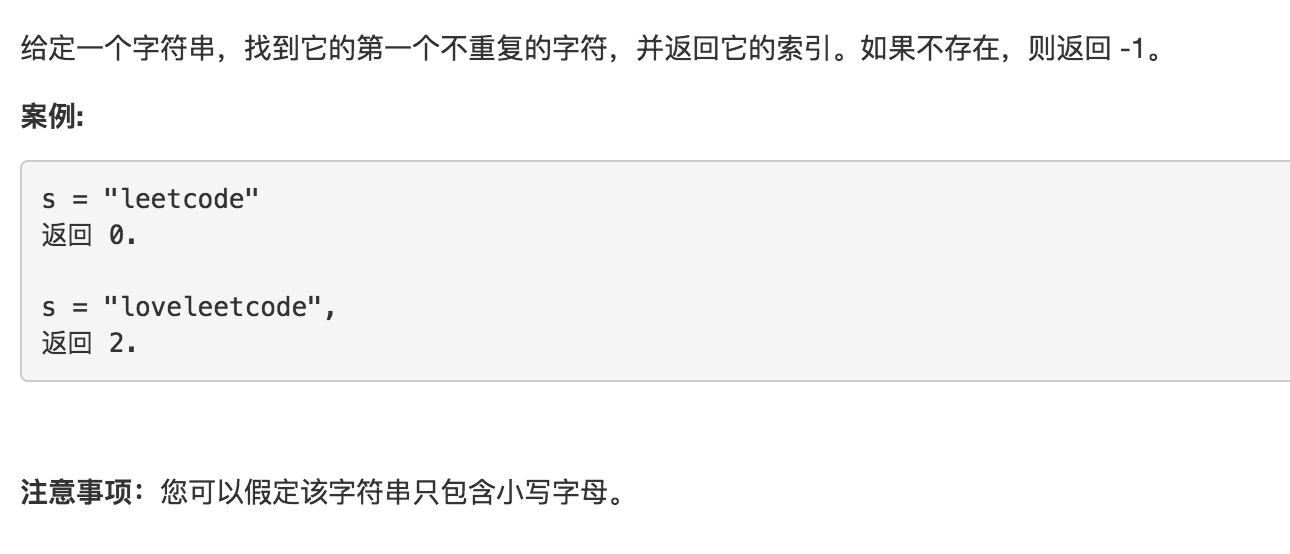 给定一个字符串，找到它的第一个不重复的字符，并返回它的索引。如果不存在，则返回 -1。
案例:
s = "leetcode"
返回 0.
s = "loveleetcode",
返回 2.
注意事项：您可以假定该字符串只包含小写字母。